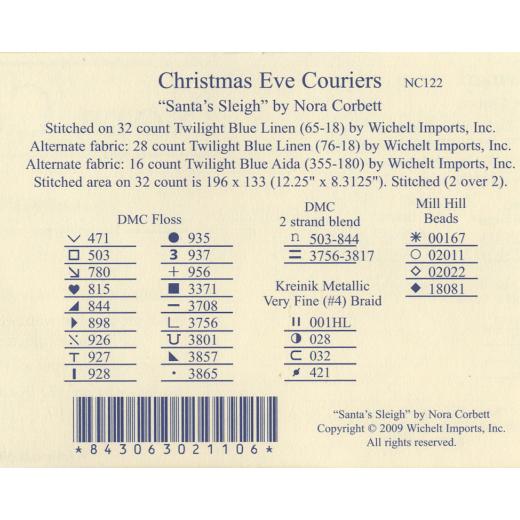 Christmas Eve Couriers NC122
“Santa's Sleigh” by Nora Corbett
Stitched on 32 count Twilight Blue Linen (65-18) by Wichelt Imports, Inc.
Alternate fabric: 28 count Twilight Blue Linen (76-18) by Wichelt Imports, Inc.
Alternate fabric: 16 count Twilight Blue Aida (355-180) by Wichelt Imports, Inc.
Stitched area on 32 count is 196 x 133 (12.25" x 8.3125"). Stitched (2 over 2).
DMC Floss
471
503
780
815
844
898
926
927
928
935
937
956
3371
3708
3756
3801
3857
3865
DMC
2 strand blend
503-844
3756-3817
Kreinik Metallic
Very Fine (#4) Braid
001HL
028
032
421
Mill Hill
Beads
00167
02011
02022
18081
*843063021106*
“Santa's Sleigh” by Nora Corbett
Copyright © 2009 Wichelt Imports, Inc.
All rights reserved.